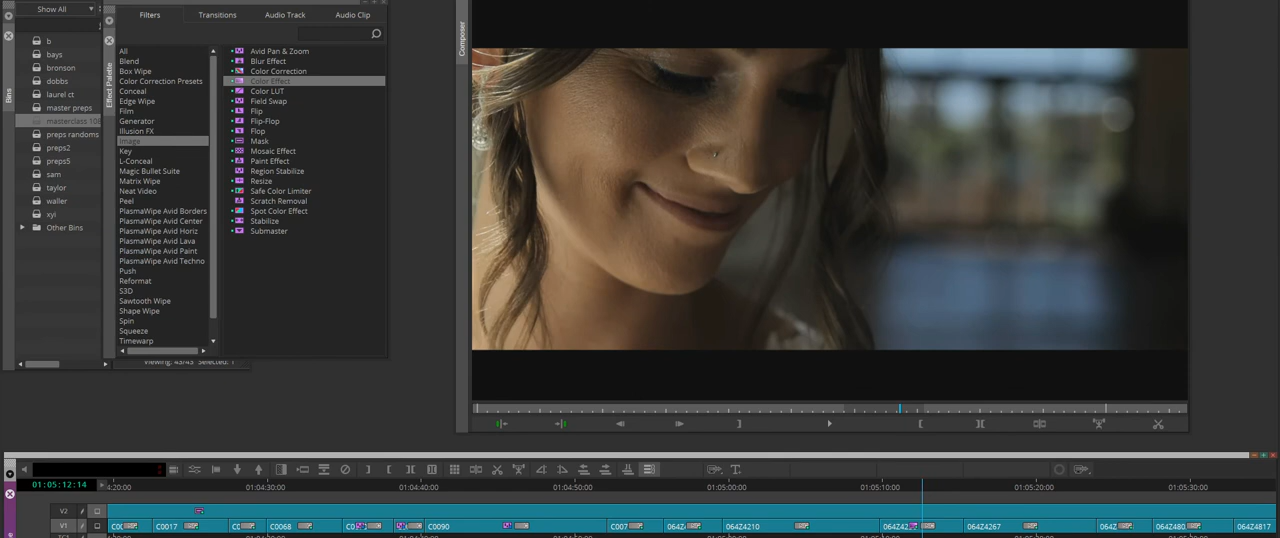 Show All
Bins
b
bays
bronson
dobbs
laurel ct
master preps
masterclass 108
preps randoms
preps2
preps5
sam
taylor
waller
xyi
Other Bins
Effect Palette
Filters Transitions Audio Track Audio Clip
All
Blend
Box Wipe
Color Correction Presets
Conceal
Edge Wipe
Film
Generator
Illusion FX
Image
Key
L-Conceal
Magic Bullet Suite
Matrix Wipe
Neat Video
Peel
PlasmaWipe Avid Borders
PlasmaWipe Avid Center
PlasmaWipe Avid Horiz
PlasmaWipe Avid Lava
PlasmaWipe Avid Paint
PlasmaWipe Avid Techno
Push
Reformat
S3D
Sawtooth Wipe
Shape Wipe
Spin
Squeeze
Timewarp
Avid Pan & Zoom
Blur Effect
Color Correction
Color Effect
Color LUT
Field Swap
Flip
Flip-Flop
Flop
Mask
Mosaic Effect
Paint Effect
Region Stabilize
Resize
Safe Color Limiter
Scratch Removal
Spot Color Effect
Stabilize
Submaster
Viewing: 43/43 Selected: 1
Composer
01:05:12:14
4:20:00 01:04:30:00 01:04:40:00 01:04:50:00 01:05:00:00 01:05:10:00 01:05:20:00 01:05:30:00
V2
V1 C0017 C0068 C0090 C007 064Z4210 064Z4267 064Z4817